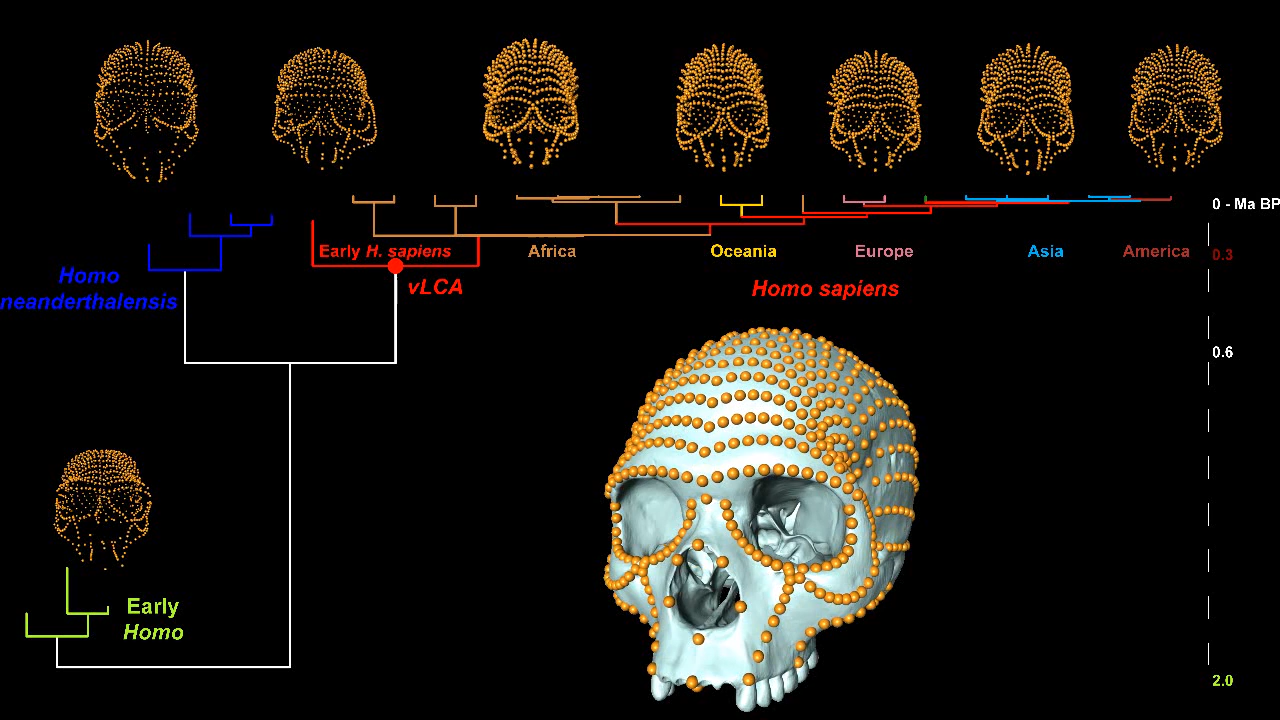 0 - Ma BP
Early H. sapiens
Africa
Oceania
Europe
Asia
America
0.3
Homo
neanderthalensis
vLCA
Homo sapiens
0.6
Early
Homo
2.0